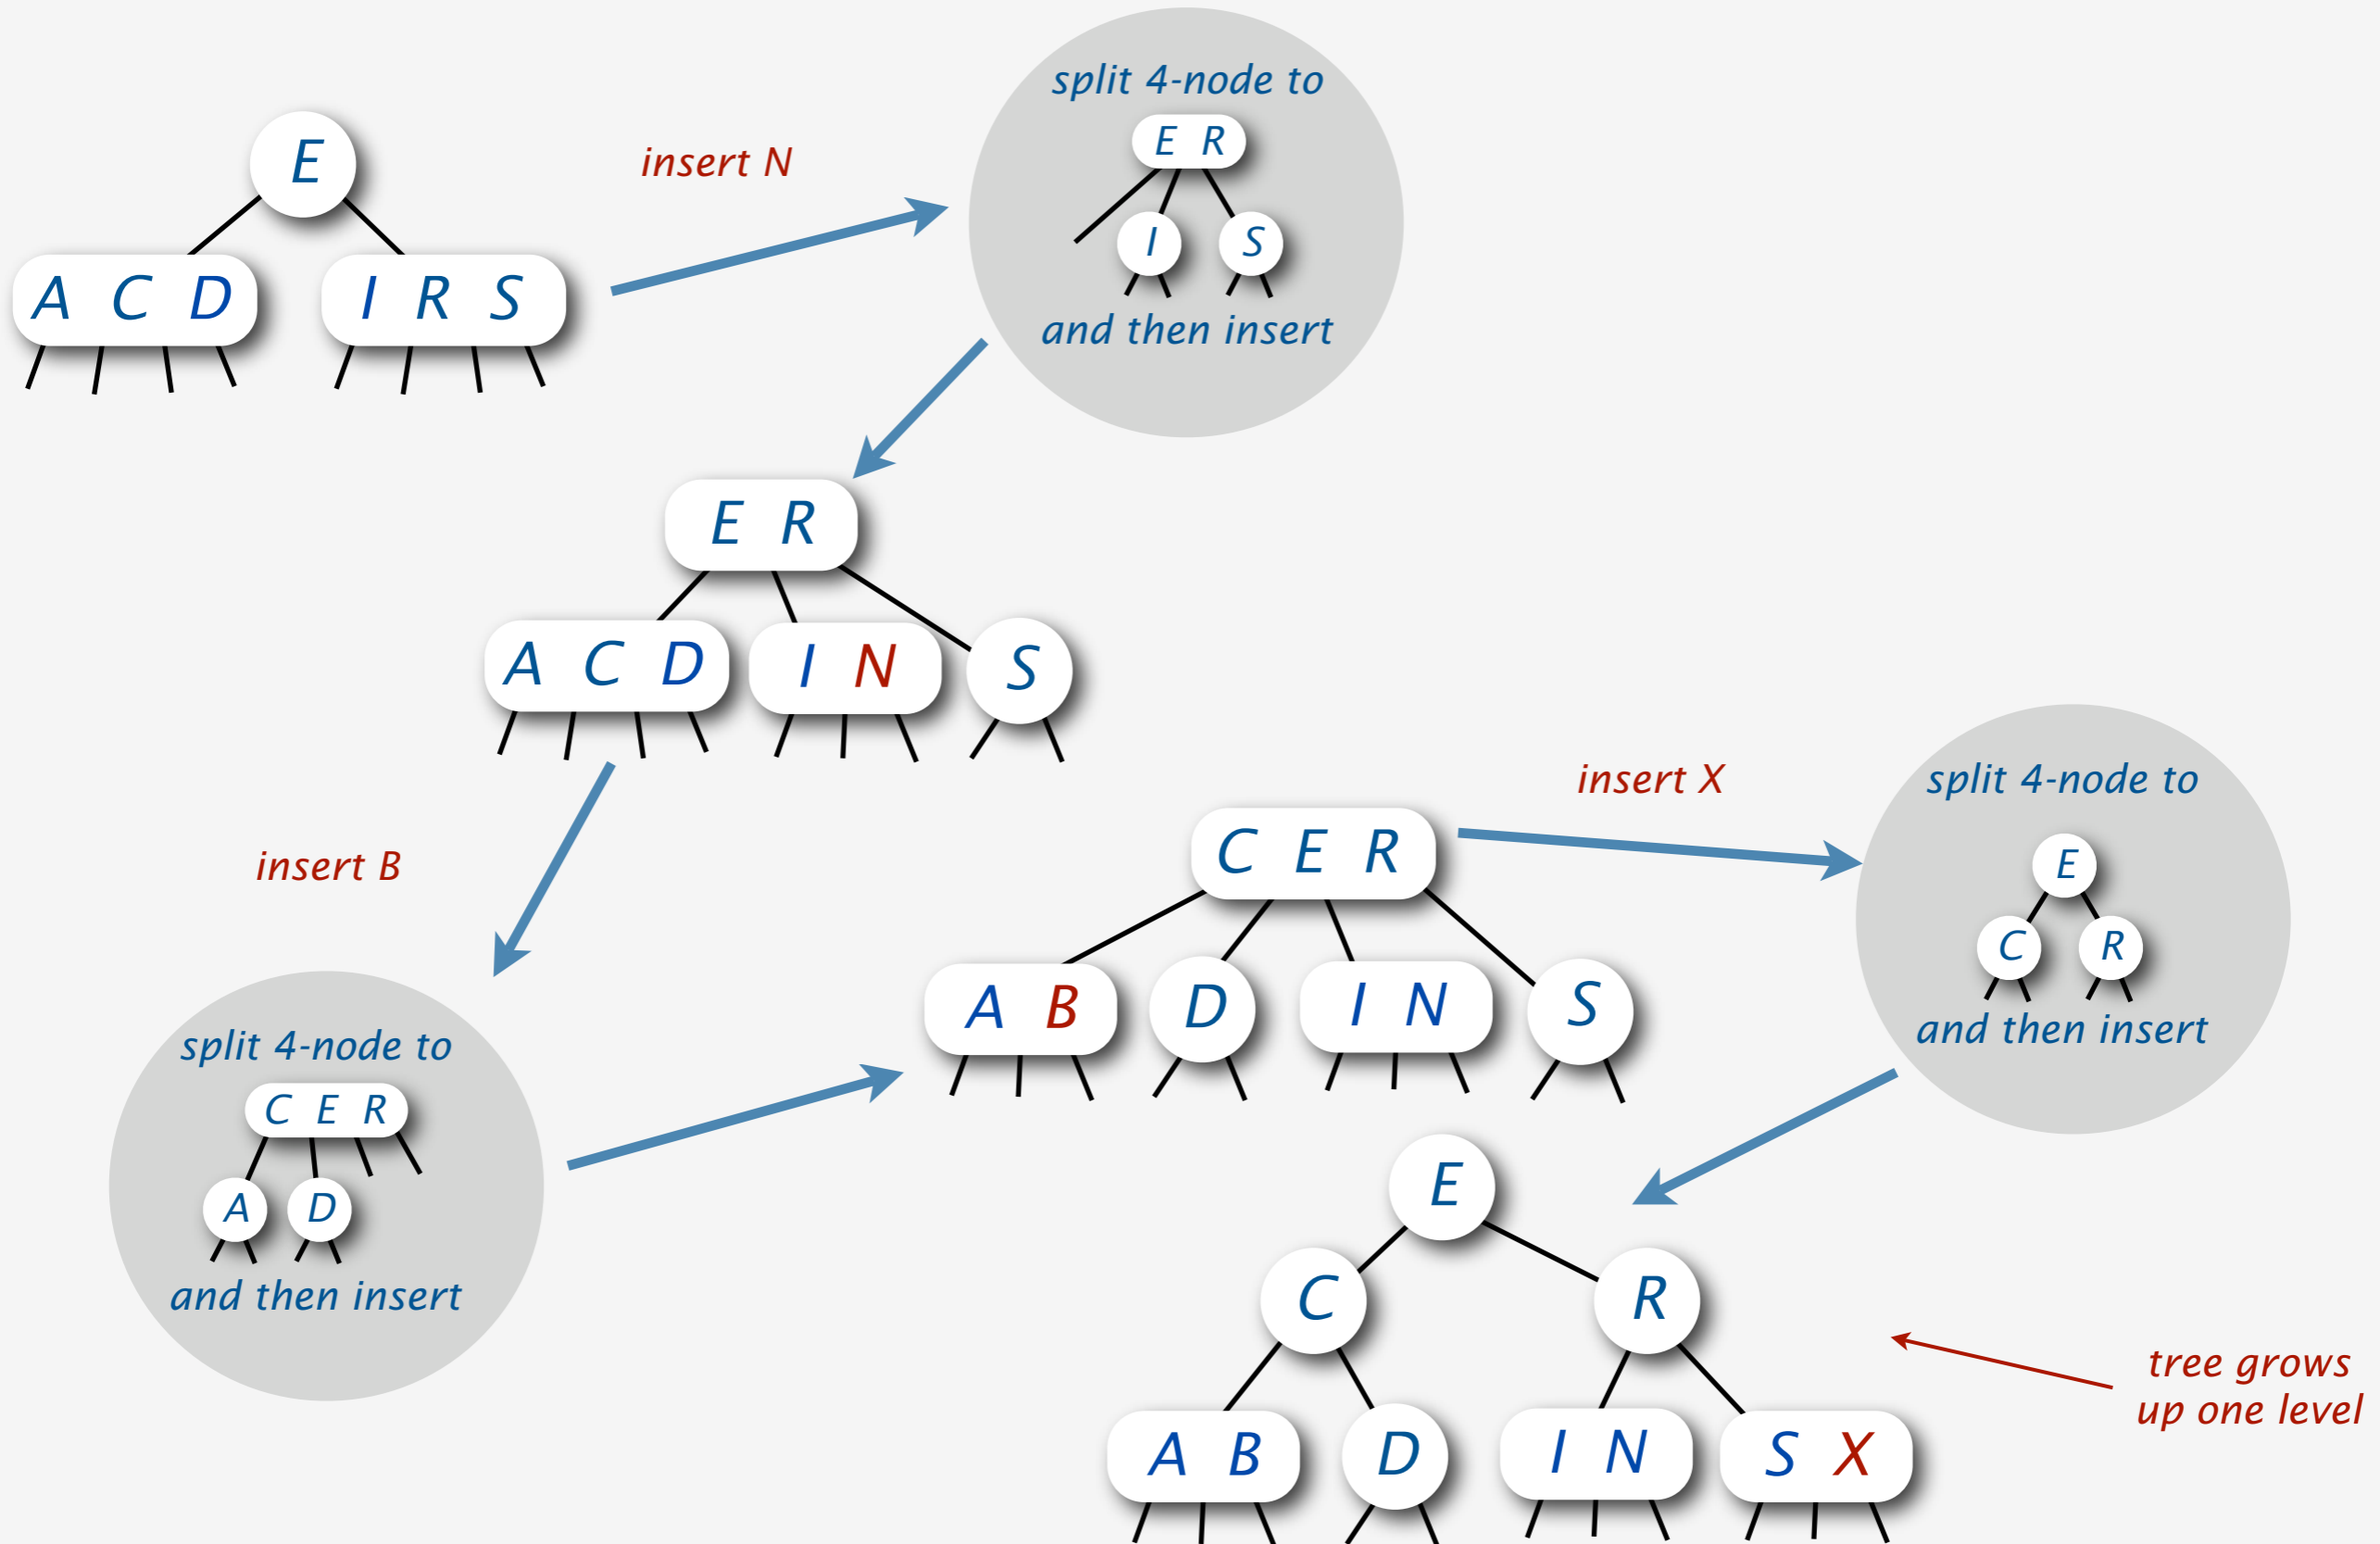 E
A C D
I R S
insert N
split 4-node to
E R
I
S
and then insert
E R
A C D
I N
S
insert B
split 4-node to
C E R
A
D
and then insert
C E R
A B
D
I N
S
insert X
split 4-node to
E
C
R
and then insert
E
C
R
A B
D
I N
S X
tree grows
up one level